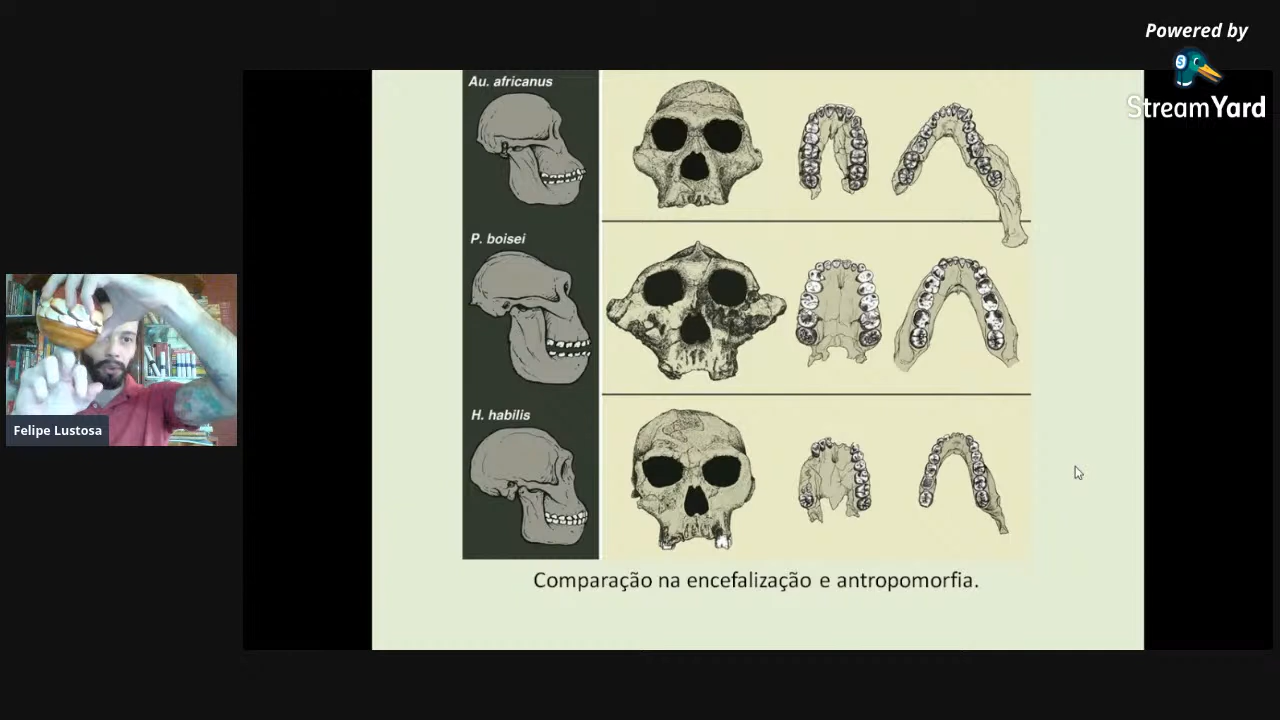 Powered by
StreamYard
Au. africanus
P. boisei
H. habilis
Felipe Lustosa
Comparação na encefalização e antropomorfia.